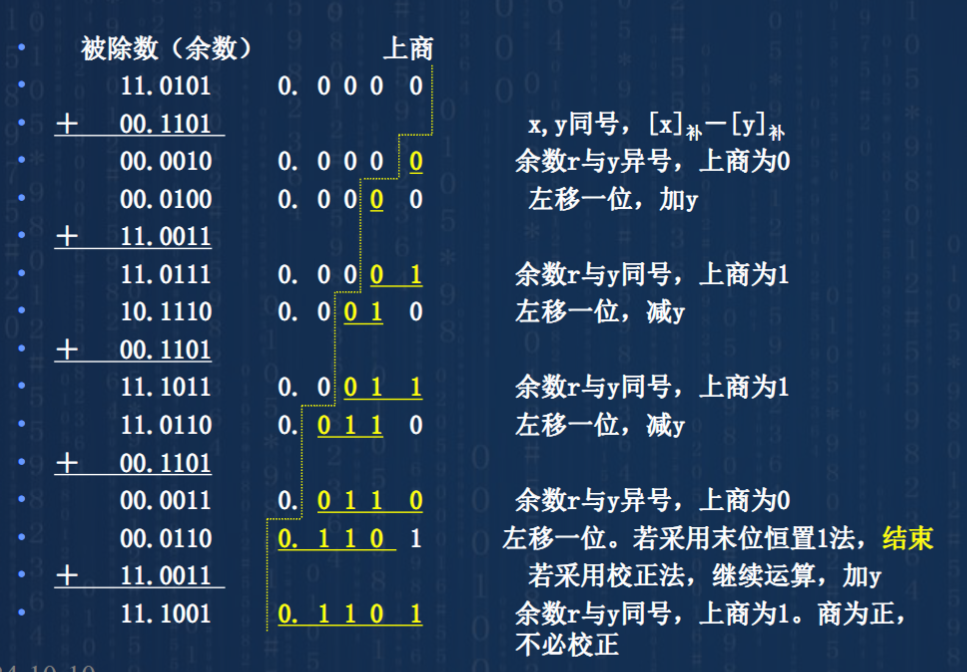 • 被除数（余数） 上商
• 11.0101 0. 0 0 0 0
• + 00.1101 x,y同号，[x]补－[y]补
• 00.0010 0. 0 0 0 0 余数r与y异号，上商为0
• 00.0100 0. 0 0 0 0 左移一位，加y
• + 11.0011
• 11.0111 0. 0 0 0 1 余数r与y同号，上商为1
• 10.1110 0. 0 0 1 0 左移一位，减y
• + 00.1101
• 11.1011 0. 0 0 1 1 余数r与y同号，上商为1
• 11.0110 0. 0 1 1 0 左移一位，减y
• + 00.1101
• 00.0011 0. 0 1 1 0 余数r与y异号，上商为0
• 00.0110 0. 1 1 0 1 左移一位。若采用末位恒置1法，结束
• + 11.0011 若采用校正法，继续运算，加y
• 11.1001 0. 1 1 0 1 余数r与y同号，上商为1。商为正，
不必校正